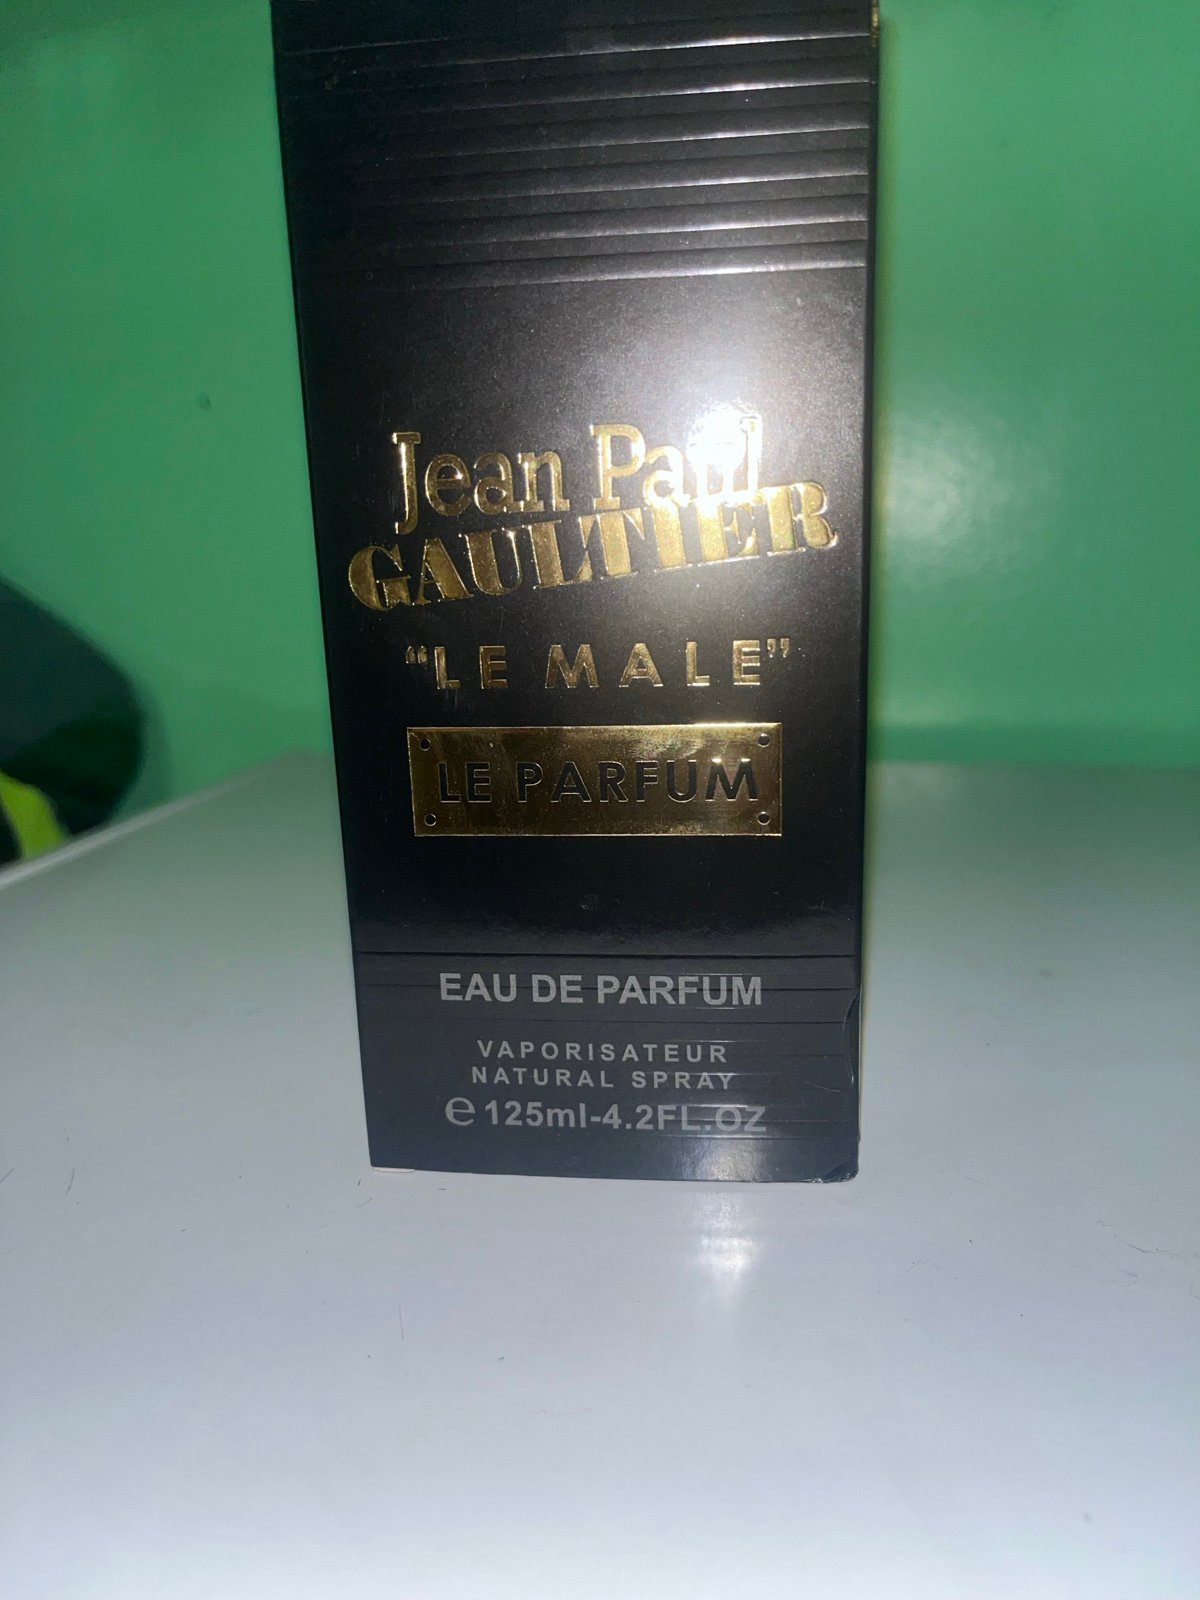 Jean Paul
GAULTIER
“LE MALE”
LE PARFUM
EAU DE PARFUM
VAPORISATEUR
NATURAL SPRAY
℮ 125ml-4.2FL.OZ